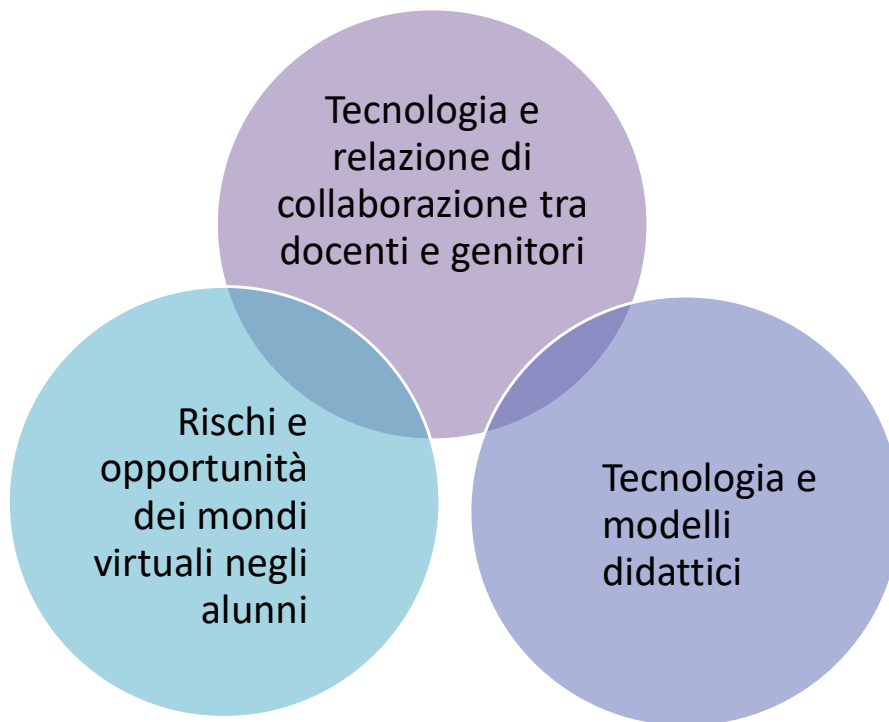 Tecnologia e
relazione di
collaborazione tra
docenti e genitori
Rischi e
opportunità
dei mondi
virtuali negli
alunni
Tecnologia e
modelli
didattici